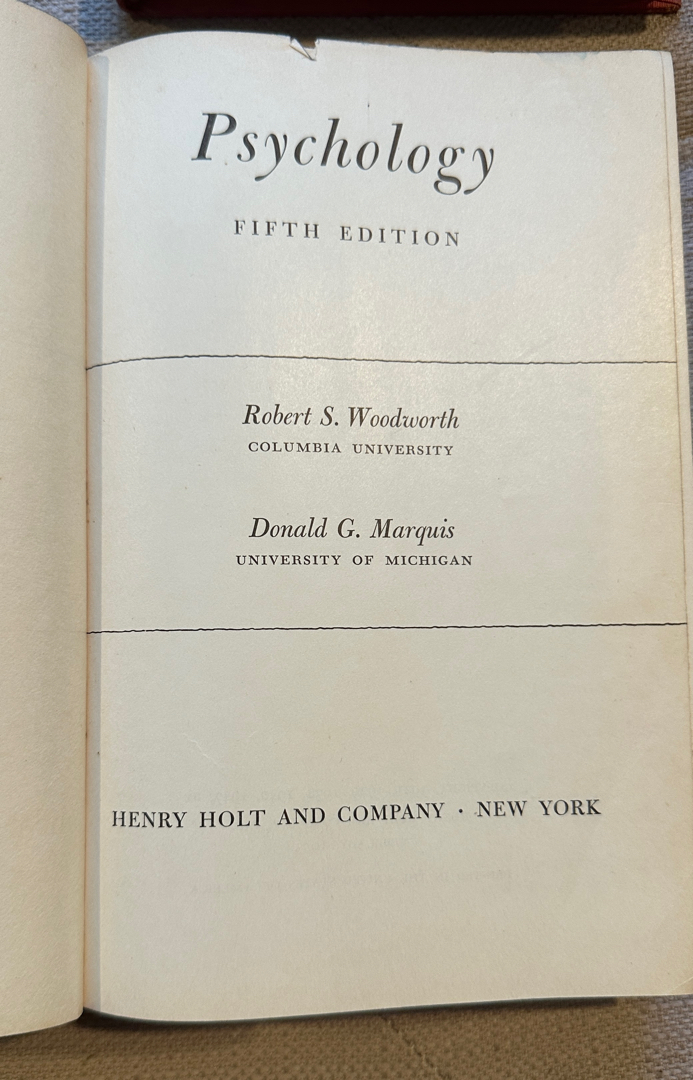 Psychology
FIFTH EDITION
Robert S. Woodworth
COLUMBIA UNIVERSITY
Donald G. Marquis
UNIVERSITY OF MICHIGAN
HENRY HOLT AND COMPANY · NEW YORK